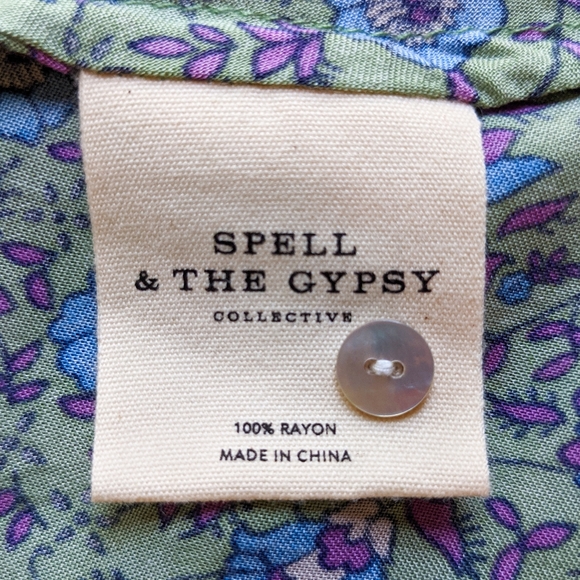 SPELL
& THE GYPSY
COLLECTIVE
100% RAYON
MADE IN CHINA